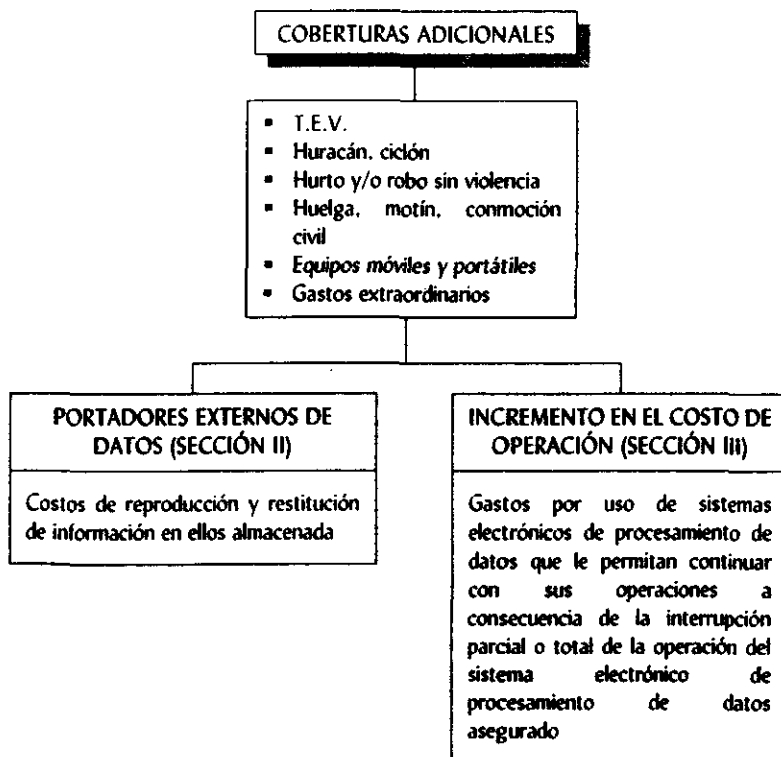 COBERTURAS ADICIONALES
▪ T.E.V.
▪ Huracán, ciclón
▪ Hurto y/o robo sin violencia
▪ Huelga, motín, conmoción
civil
▪ Equipos móviles y portátiles
▪ Gastos extraordinarios
PORTADORES EXTERNOS DE
DATOS (SECCIÓN II)
Costos de reproducción y restitución
de información en ellos almacenada
INCREMENTO EN EL COSTO DE
OPERACIÓN (SECCIÓN Iii)
Gastos por uso de sistemas
electrónicos de procesamiento de
datos que le permitan continuar
con sus operaciones a
consecuencia de la interrupción
parcial o total de la operación del
sistema electrónico de
procesamiento de datos
asegurado